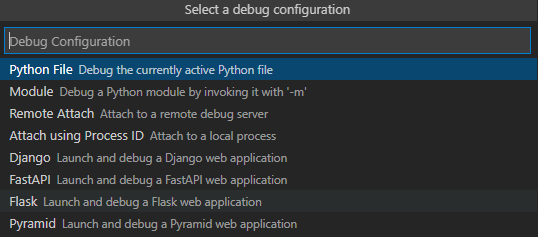 Select a debug configuration
Debug Configuration
Python File Debug the currently active Python file
Module Debug a Python module by invoking it with '-m'
Remote Attach Attach to a remote debug server
Attach using Process ID Attach to a local process
Django Launch and debug a Django web application
FastAPI Launch and debug a FastAPI web application
Flask Launch and debug a Flask web application
Pyramid Launch and debug a Pyramid web application